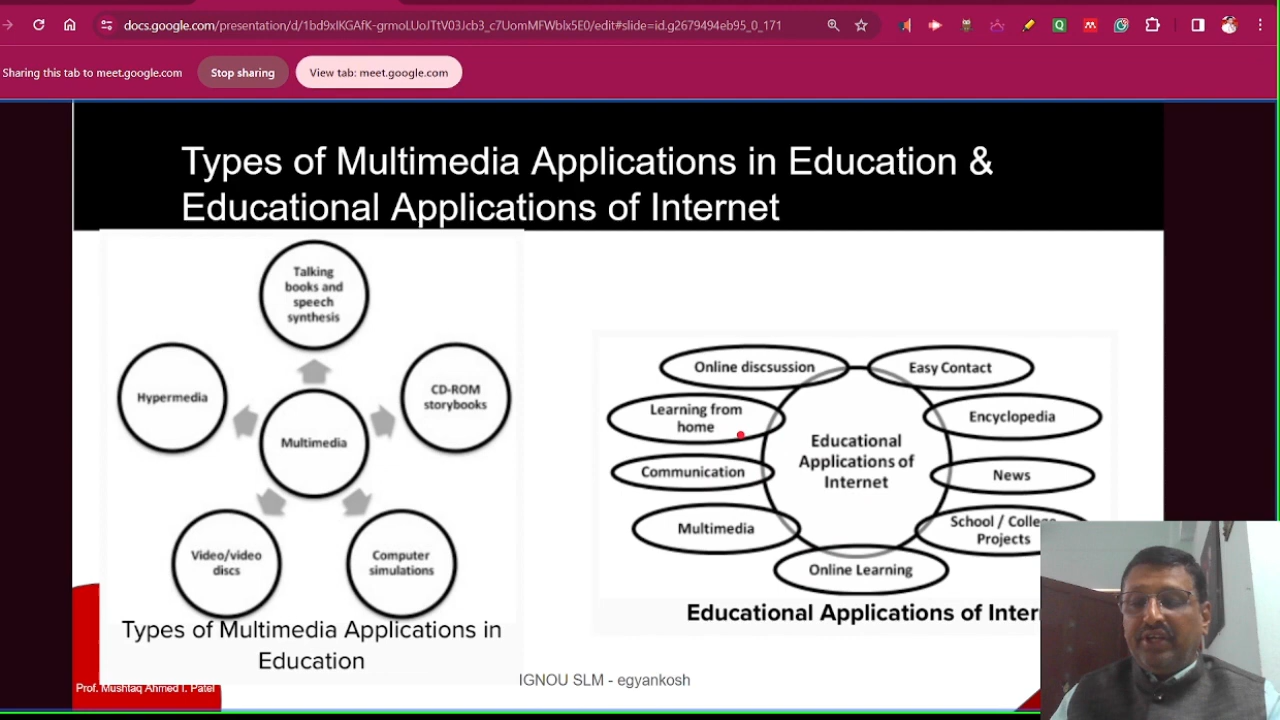 docs.google.com/presentation/d/1bd9xIKGAfK-grmoLUoJTtV03Jcb3_c7UomMFWblx5E0/edit#slide=id.g2679494eb95_0_171
Sharing this tab to meet.google.com
Stop sharing
View tab: meet.google.com
Types of Multimedia Applications in Education &
Educational Applications of Internet
Talking
books and
speech
synthesis
Hypermedia
CD-ROM
storybooks
Multimedia
Video/video
discs
Computer
simulations
Types of Multimedia Applications in
Education
Online discsussion
Easy Contact
Learning from
home
Encyclopedia
Educational
Applications of
Internet
Communication
News
Multimedia
School / College
Projects
Online Learning
Educational Applications of Inter
IGNOU SLM - egyankosh
Prof. Mushtaq Ahmed I. Patel